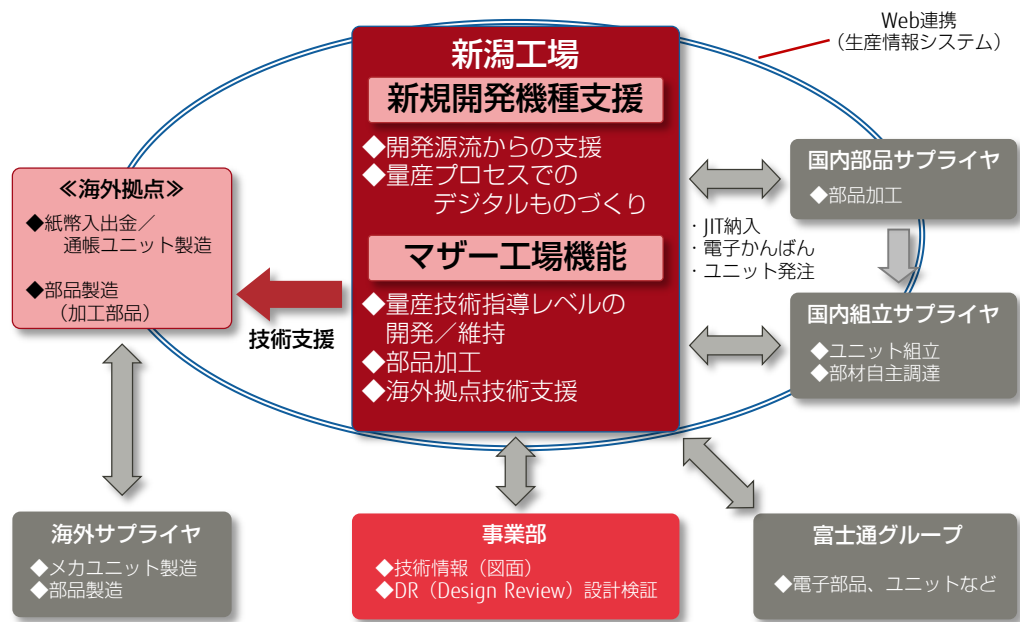 Web連携
（生産情報システム）
新潟工場
新規開発機種支援
◆開発源流からの支援
◆量産プロセスでの
デジタルものづくり
マザー工場機能
◆量産技術指導レベルの
開発／維持
◆部品加工
◆海外拠点技術支援
≪海外拠点≫
◆紙幣入出金／
通帳ユニット製造
◆部品製造
（加工部品）
技術支援
国内部品サプライヤ
◆部品加工
・JIT納入
・電子かんばん
・ユニット発注
国内組立サプライヤ
◆ユニット組立
◆部材自主調達
海外サプライヤ
◆メカユニット製造
◆部品製造
事業部
◆技術情報（図面）
◆DR（Design Review）設計検証
富士通グループ
◆電子部品、ユニットなど